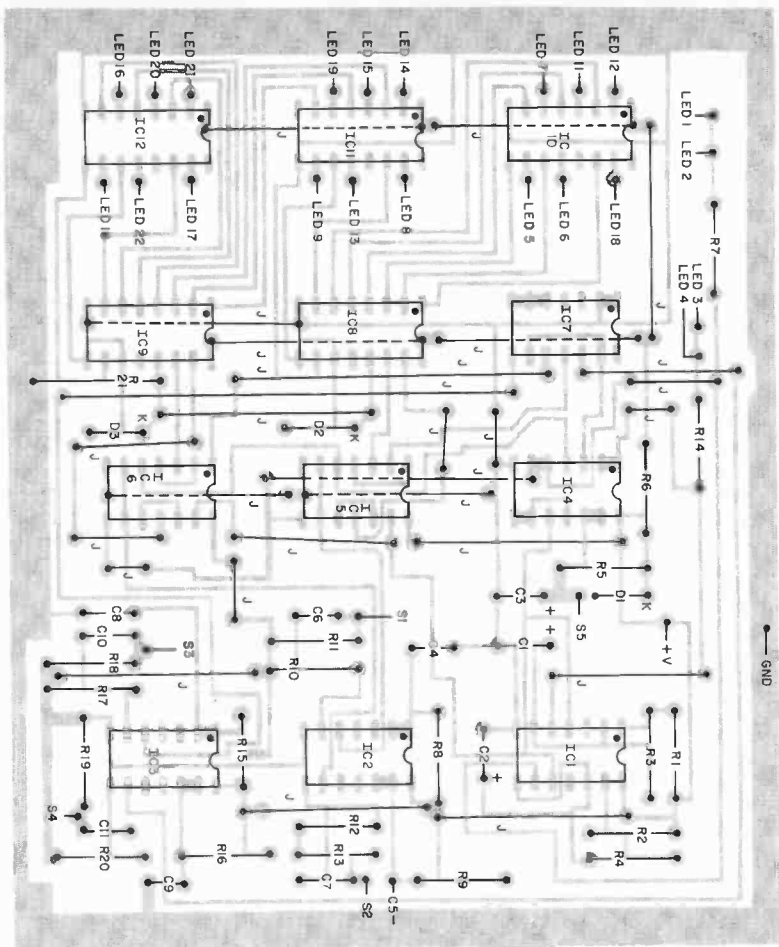 LED 16
LED 20
LED 21
LED 19
LED 15
LED 14
LED 7
LED 11
LED 12
LED 1
LED 2
IC12
J
IC11
J
IC 10
LED 1
LED 22
LED 17
LED 9
LED 13
LED 8
LED 5
LED 6
LED 18
J
R7
LED 3
LED 4
IC9
J
IC8
J
IC7
R 21
J
J
J
J
J
D3
K
J
D2
K
J
J
J
R14
J
IC 6
J
IC 5
IC4
R6
J
J
J
J
J
R5
C8
C10
S3
R18
R17
J
C6
S1
R11
R10
C4
C3
+
+
C1
S5
D1
K
+V
GND
R19
IC3
R15
IC2
R8
C2
+
IC1
R3
R1
S4
C11
R20
R16
C9
J
R12
R13
C7
S2
C5
J
R9
R2
R4